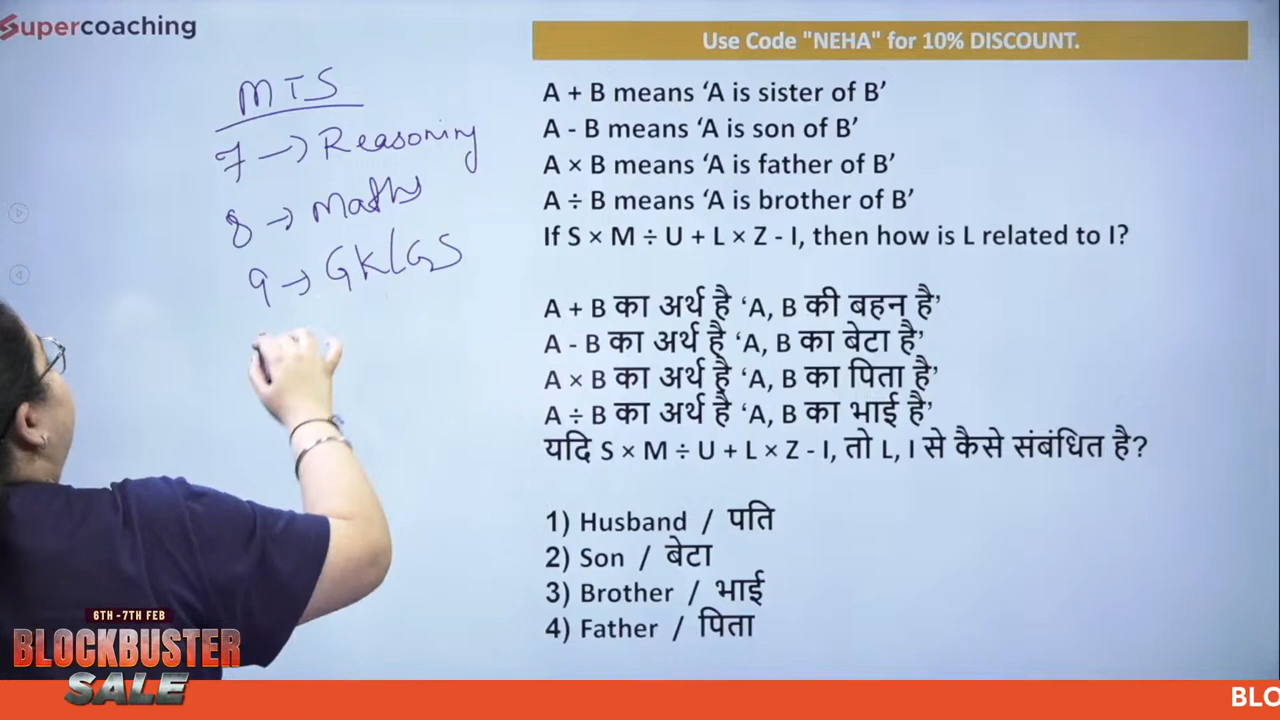 Supercoaching
Use Code "NEHA" for 10% DISCOUNT.
MTS
7 → Reasoning
8 → Maths
9 → GK/GS
A + B means ‘A is sister of B’
A - B means ‘A is son of B’
A × B means ‘A is father of B’
A ÷ B means ‘A is brother of B’
If S × M ÷ U + L × Z - I, then how is L related to I?
A + B का अर्थ है ‘A, B की बहन है’
A - B का अर्थ है ‘A, B का बेटा है’
A × B का अर्थ है ‘A, B का पिता है’
A ÷ B का अर्थ है ‘A, B का भाई है’
यदि S × M ÷ U + L × Z - I, तो L, I से कैसे संबंधित है?
1) Husband / पति
2) Son / बेटा
3) Brother / भाई
4) Father / पिता
6TH -7TH FEB
BLOCKBUSTER
SALE
BLO